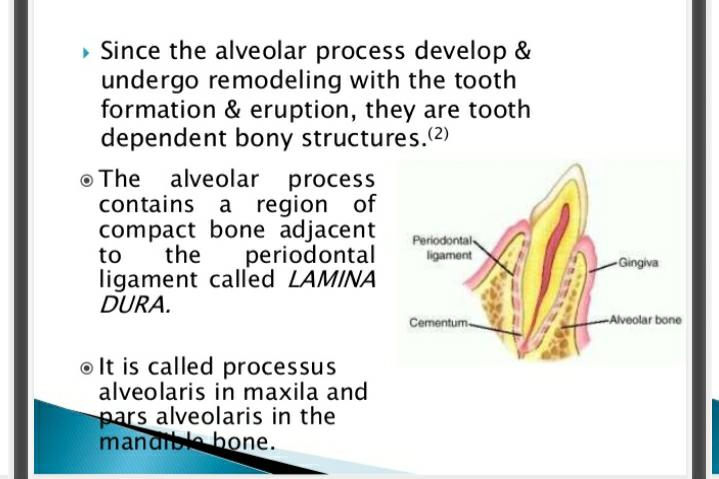 Since the alveolar process develop &
undergo remodeling with the tooth
formation & eruption, they are tooth
dependent bony structures.(2)
The alveolar process
contains a region of
compact bone adjacent
to the periodontal
ligament called LAMINA
DURA.
It is called processus
alveolaris in maxila and
pars alveolaris in the
mandible bone.
Periodontal
ligament
Gingiva
Cementum
Alveolar bone